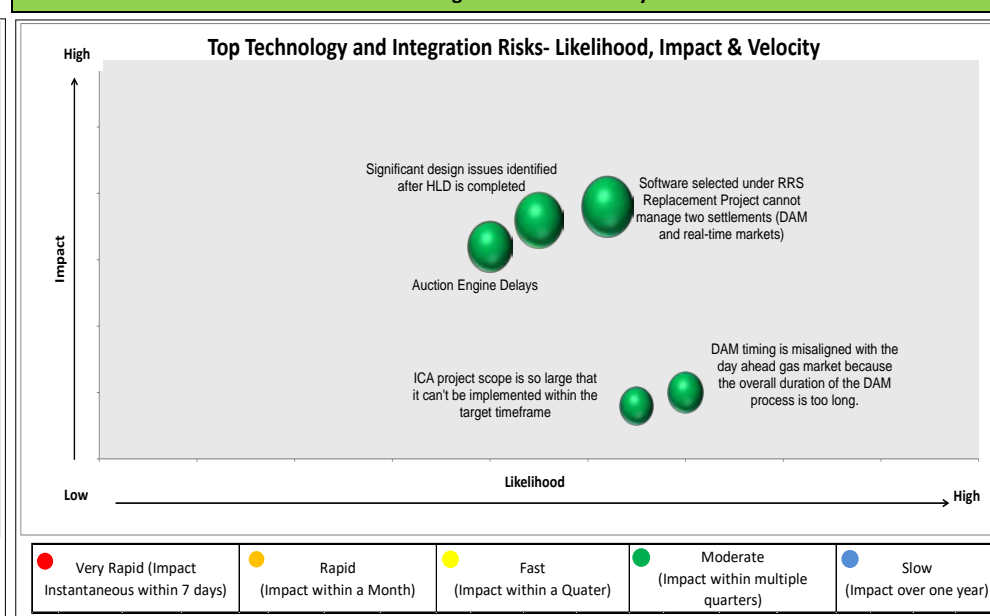 Top Technology and Integration Risks- Likelihood, Impact & Velocity
High
Significant design issues identified
after HLD is completed
Software selected under RRS
Replacement Project cannot
manage two settlements (DAM
and real-time markets)
Impact
Auction Engine Delays
DAM timing is misaligned with the
day ahead gas market because
the overall duration of the DAM
process is too long.
ICA project scope is so large that
it can't be implemented within the
target timeframe
Likelihood
Low
High
Very Rapid (Impact
Instantaneous within 7 days)
Rapid
(Impact within a Month)
Fast
(Impact within a Quater)
Moderate
(Impact within multiple
quarters)
Slow
(Impact over one year)